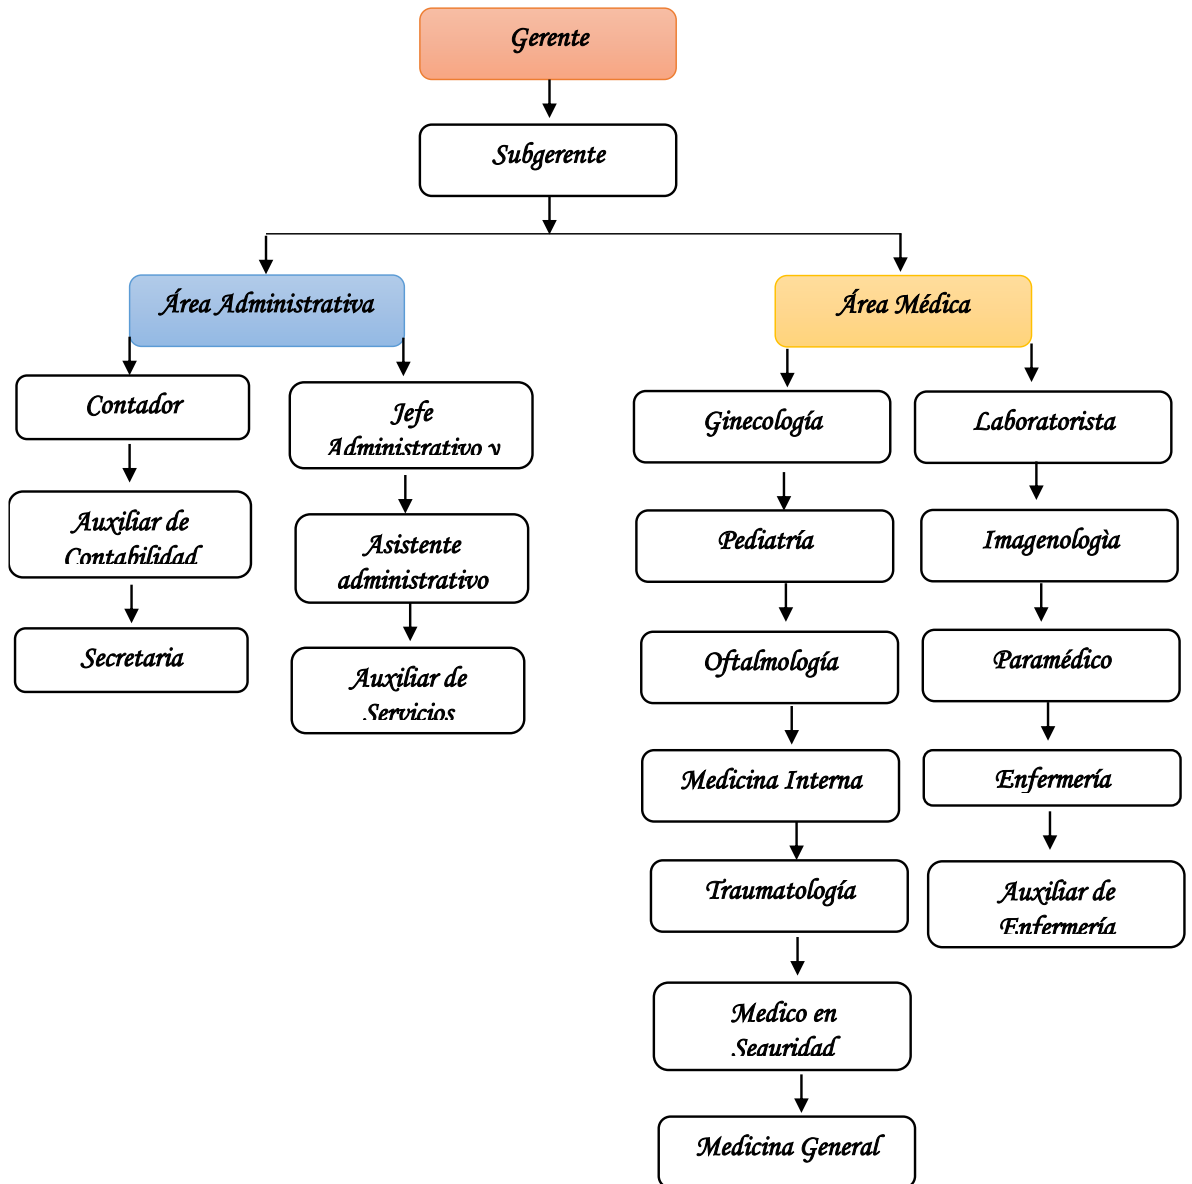 Gerente
Subgerente
Área Administrativa
Contador
Auxiliar de
Contabilidad
Secretaria
Jefe
Administrativo y
Asistente
administrativo
Auxiliar de
Servicios
Área Médica
Ginecología
Pediatría
Oftalmología
Medicina Interna
Traumatología
Medico en
Seguridad
Medicina General
Laboratorista
Imagenologìa
Paramédico
Enfermería
Auxiliar de
Enfermería